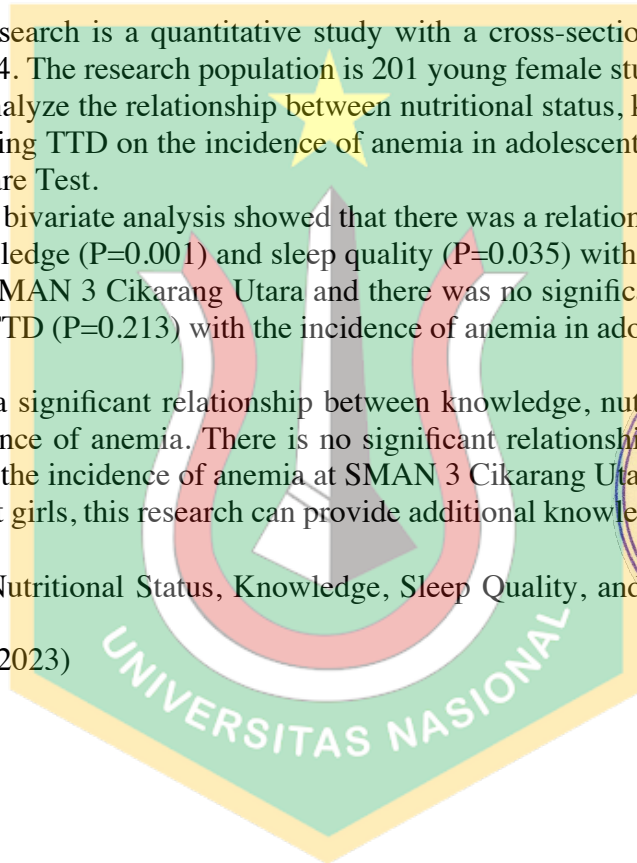 search is a quantitative study with a cross-sectio
4. The research population is 201 young female stu
nalyze the relationship between nutritional status, k
ing TTD on the incidence of anemia in adolescent
are Test.
bivariate analysis showed that there was a relation
ledge (P=0.001) and sleep quality (P=0.035) with
MAN 3 Cikarang Utara and there was no signific
TD (P=0.213) with the incidence of anemia in ado
a significant relationship between knowledge, nut
nce of anemia. There is no significant relationshi
the incidence of anemia at SMAN 3 Cikarang Uta
t girls, this research can provide additional knowle
Nutritional Status, Knowledge, Sleep Quality, and
2023)
UNIVERSITAS NASIONAL